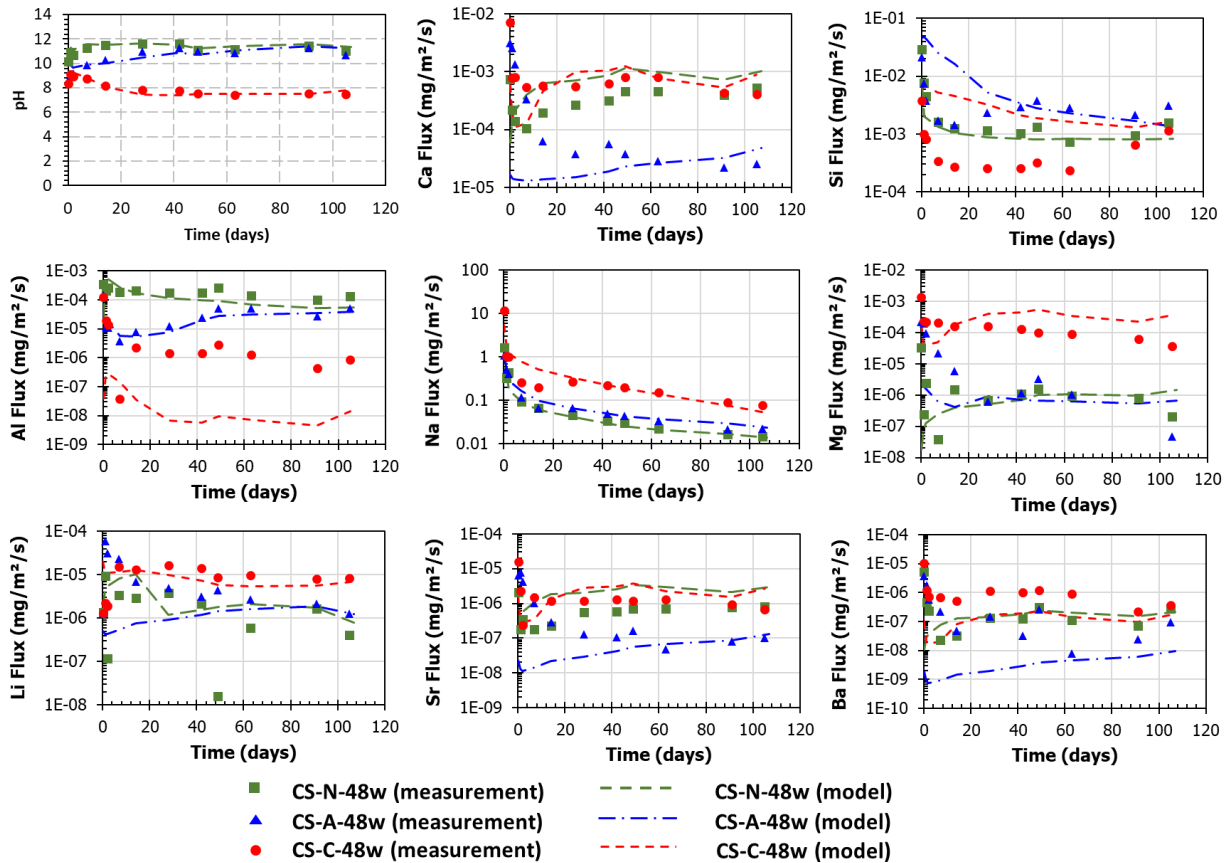 14
12
10
8
6
4
2
0
pH
0 20 40 60 80 100 120
Time (days)
1E-02
1E-03
1E-04
1E-05
Ca Flux (mg/m²/s)
0 20 40 60 80 100 120
Time (days)
1E-01
1E-02
1E-03
1E-04
Si Flux (mg/m²/s)
0 20 40 60 80 100 120
Time (days)
1E-03
1E-04
1E-05
1E-06
1E-07
1E-08
1E-09
Al Flux (mg/m²/s)
0 20 40 60 80 100 120
Time (days)
100
10
1
0.1
0.01
Na Flux (mg/m²/s)
0 20 40 60 80 100 120
Time (days)
1E-02
1E-03
1E-04
1E-05
1E-06
1E-07
1E-08
Mg Flux (mg/m²/s)
0 20 40 60 80 100 120
Time (days)
1E-04
1E-05
1E-06
1E-07
1E-08
Li Flux (mg/m²/s)
0 20 40 60 80 100 120
Time (days)
1E-04
1E-05
1E-06
1E-07
1E-08
1E-09
Sr Flux (mg/m²/s)
0 20 40 60 80 100 120
Time (days)
1E-04
1E-05
1E-06
1E-07
1E-08
1E-09
1E-10
Ba Flux (mg/m²/s)
0 20 40 60 80 100 120
Time (days)
CS-N-48w (measurement) CS-N-48w (model)
CS-A-48w (measurement) CS-A-48w (model)
CS-C-48w (measurement) CS-C-48w (model)